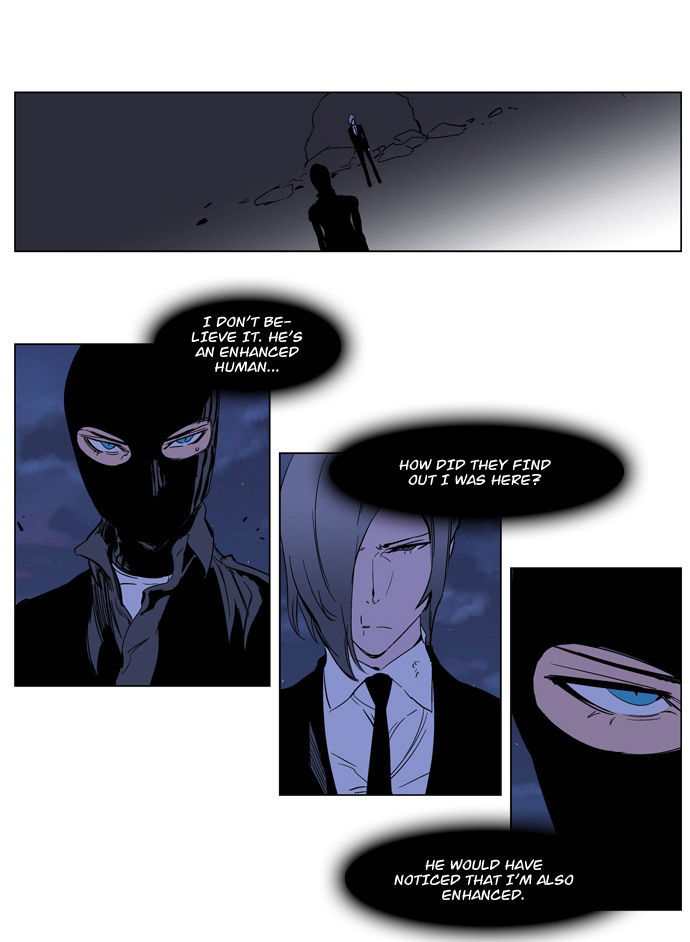 I DON'T BE-
LIEVE IT. HE'S
AN ENHANCED
HUMAN...
HOW DID THEY FIND
OUT I WAS HERE?
HE WOULD HAVE
NOTICED THAT I'M ALSO
ENHANCED.